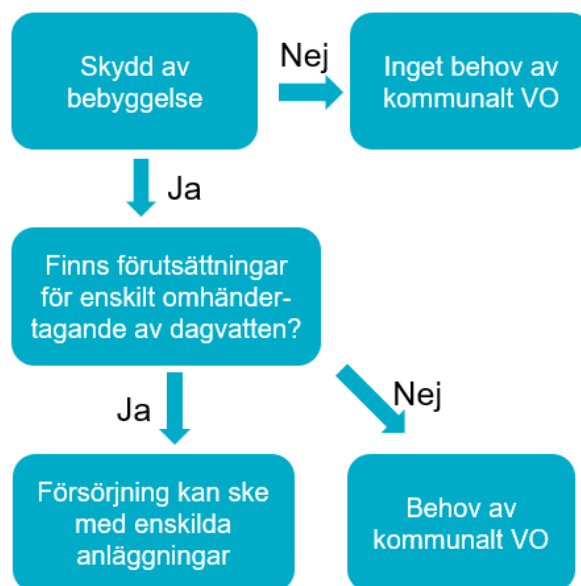 Skydd av
bebyggelse
Nej
Inget behov av
kommunalt VO
Ja
Finns förutsättningar
för enskilt omhänder-
tagande av dagvatten?
Ja
Nej
Försörjning kan ske
med enskilda
anläggningar
Behov av
kommunalt VO